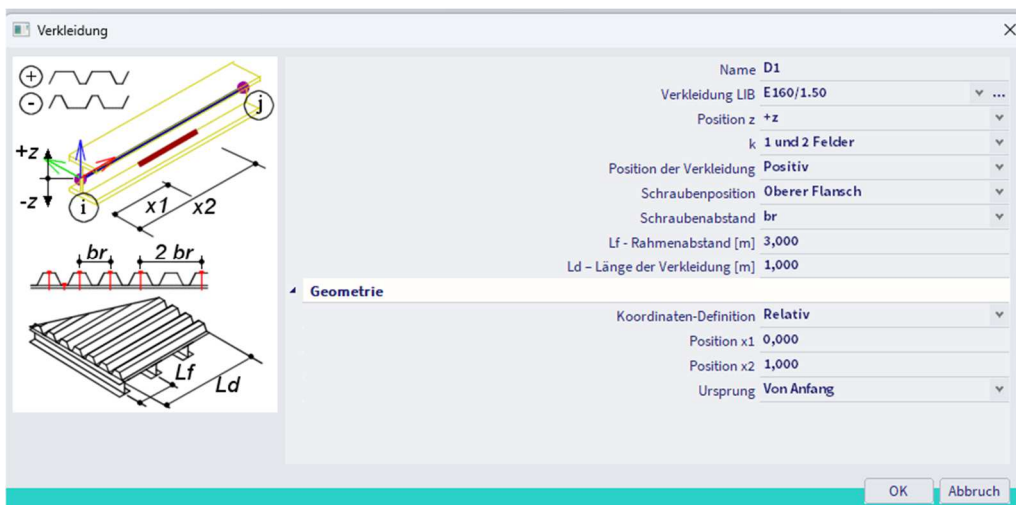 Verkleidung
+
-
+z
-z
i
j
x1
x2
br
2 br
Lf
Ld
Name D1
Verkleidung LIB E160/1.50 ...
Position z +z
k 1 und 2 Felder
Position der Verkleidung Positiv
Schraubenposition Oberer Flansch
Schraubenabstand br
Lf - Rahmenabstand [m] 3,000
Ld – Länge der Verkleidung [m] 1,000
Geometrie
Koordinaten-Definition Relativ
Position x1 0,000
Position x2 1,000
Ursprung Von Anfang
OK Abbruch